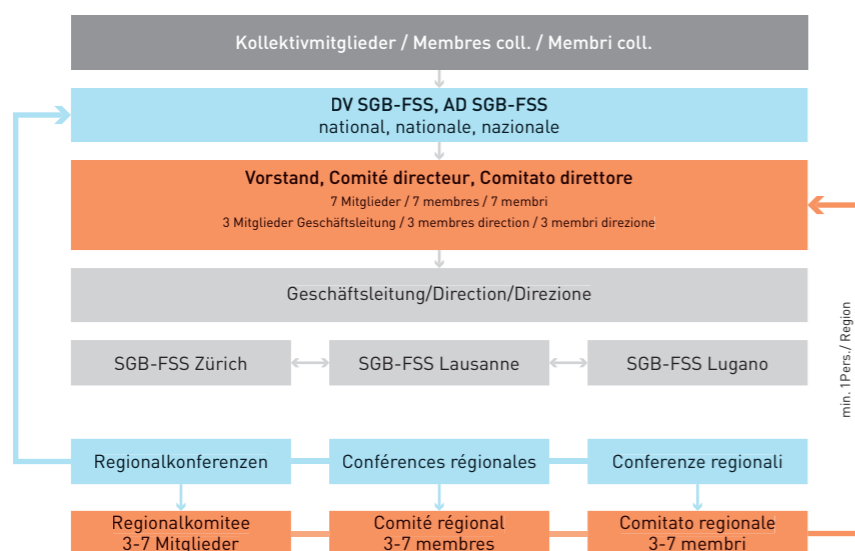 Kollektivmitglieder / Membres coll. / Membri coll.
DV SGB-FSS, AD SGB-FSS
national, nationale, nazionale
Vorstand, Comité directeur, Comitato direttore
7 Mitglieder / 7 membres / 7 membri
3 Mitglieder Geschäftsleitung / 3 membres direction / 3 membri direzione
Geschäftsleitung/Direction/Direzione
SGB-FSS Zürich
SGB-FSS Lausanne
SGB-FSS Lugano
min. 1Pers./ Region
Regionalkonferenzen
Conférences régionales
Conferenze regionali
Regionalkomitee
3-7 Mitglieder
Comité régional
3-7 membres
Comitato regionale
3-7 membri